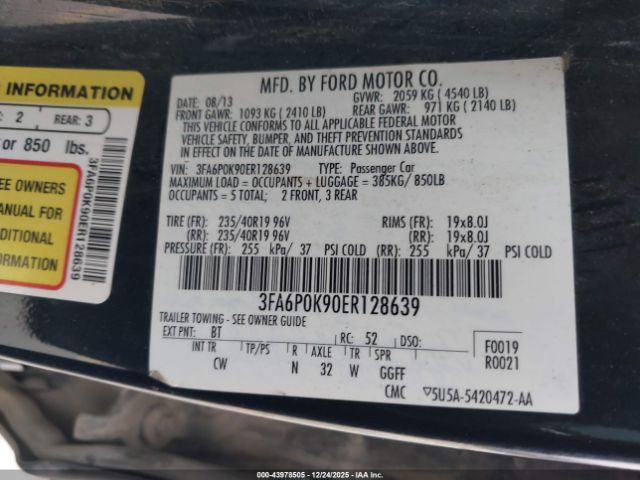 INFORMATION
2 REAR: 3
or 850 lbs.
SEE OWNERS
MANUAL FOR
ADDITIONAL
INFORMATION
3FA6P0K90ER128639
MFD. BY FORD MOTOR CO.
DATE: 08/13 GVWR: 2059 KG ( 4540 LB)
FRONT GAWR: 1093 KG ( 2410 LB) REAR GAWR: 971 KG ( 2140 LB)
THIS VEHICLE CONFORMS TO ALL APPLICABLE FEDERAL MOTOR
VEHICLE SAFETY, BUMPER, AND THEFT PREVENTION STANDARDS
IN EFFECT ON THE DATE OF MANUFACTURE SHOWN ABOVE.
VIN: 3FA6P0K90ER128639 TYPE: Passenger Car
MAXIMUM LOAD = OCCUPANTS + LUGGAGE = 385KG/ 850LB
OCCUPANTS = 5 TOTAL: 2 FRONT, 3 REAR
TIRE (FR): 235/40R19 96V RIMS (FR): 19x8.0J
(RR): 235/40R19 96V (RR): 19x8.0J
PRESSURE (FR): 255 kPa/ 37 PSI COLD (RR): 255 kPa/ 37 PSI COLD
3FA6P0K90ER128639
TRAILER TOWING - SEE OWNER GUIDE
EXT PNT: BT RC: 52 DSO: F0019
R0021
INT TR TP/PS R AXLE TR SPR
CW N 32 W GGFF
CMC 5U5A-5420472-AA
000-43978505 - 12/24/2025 - IAA, Inc.